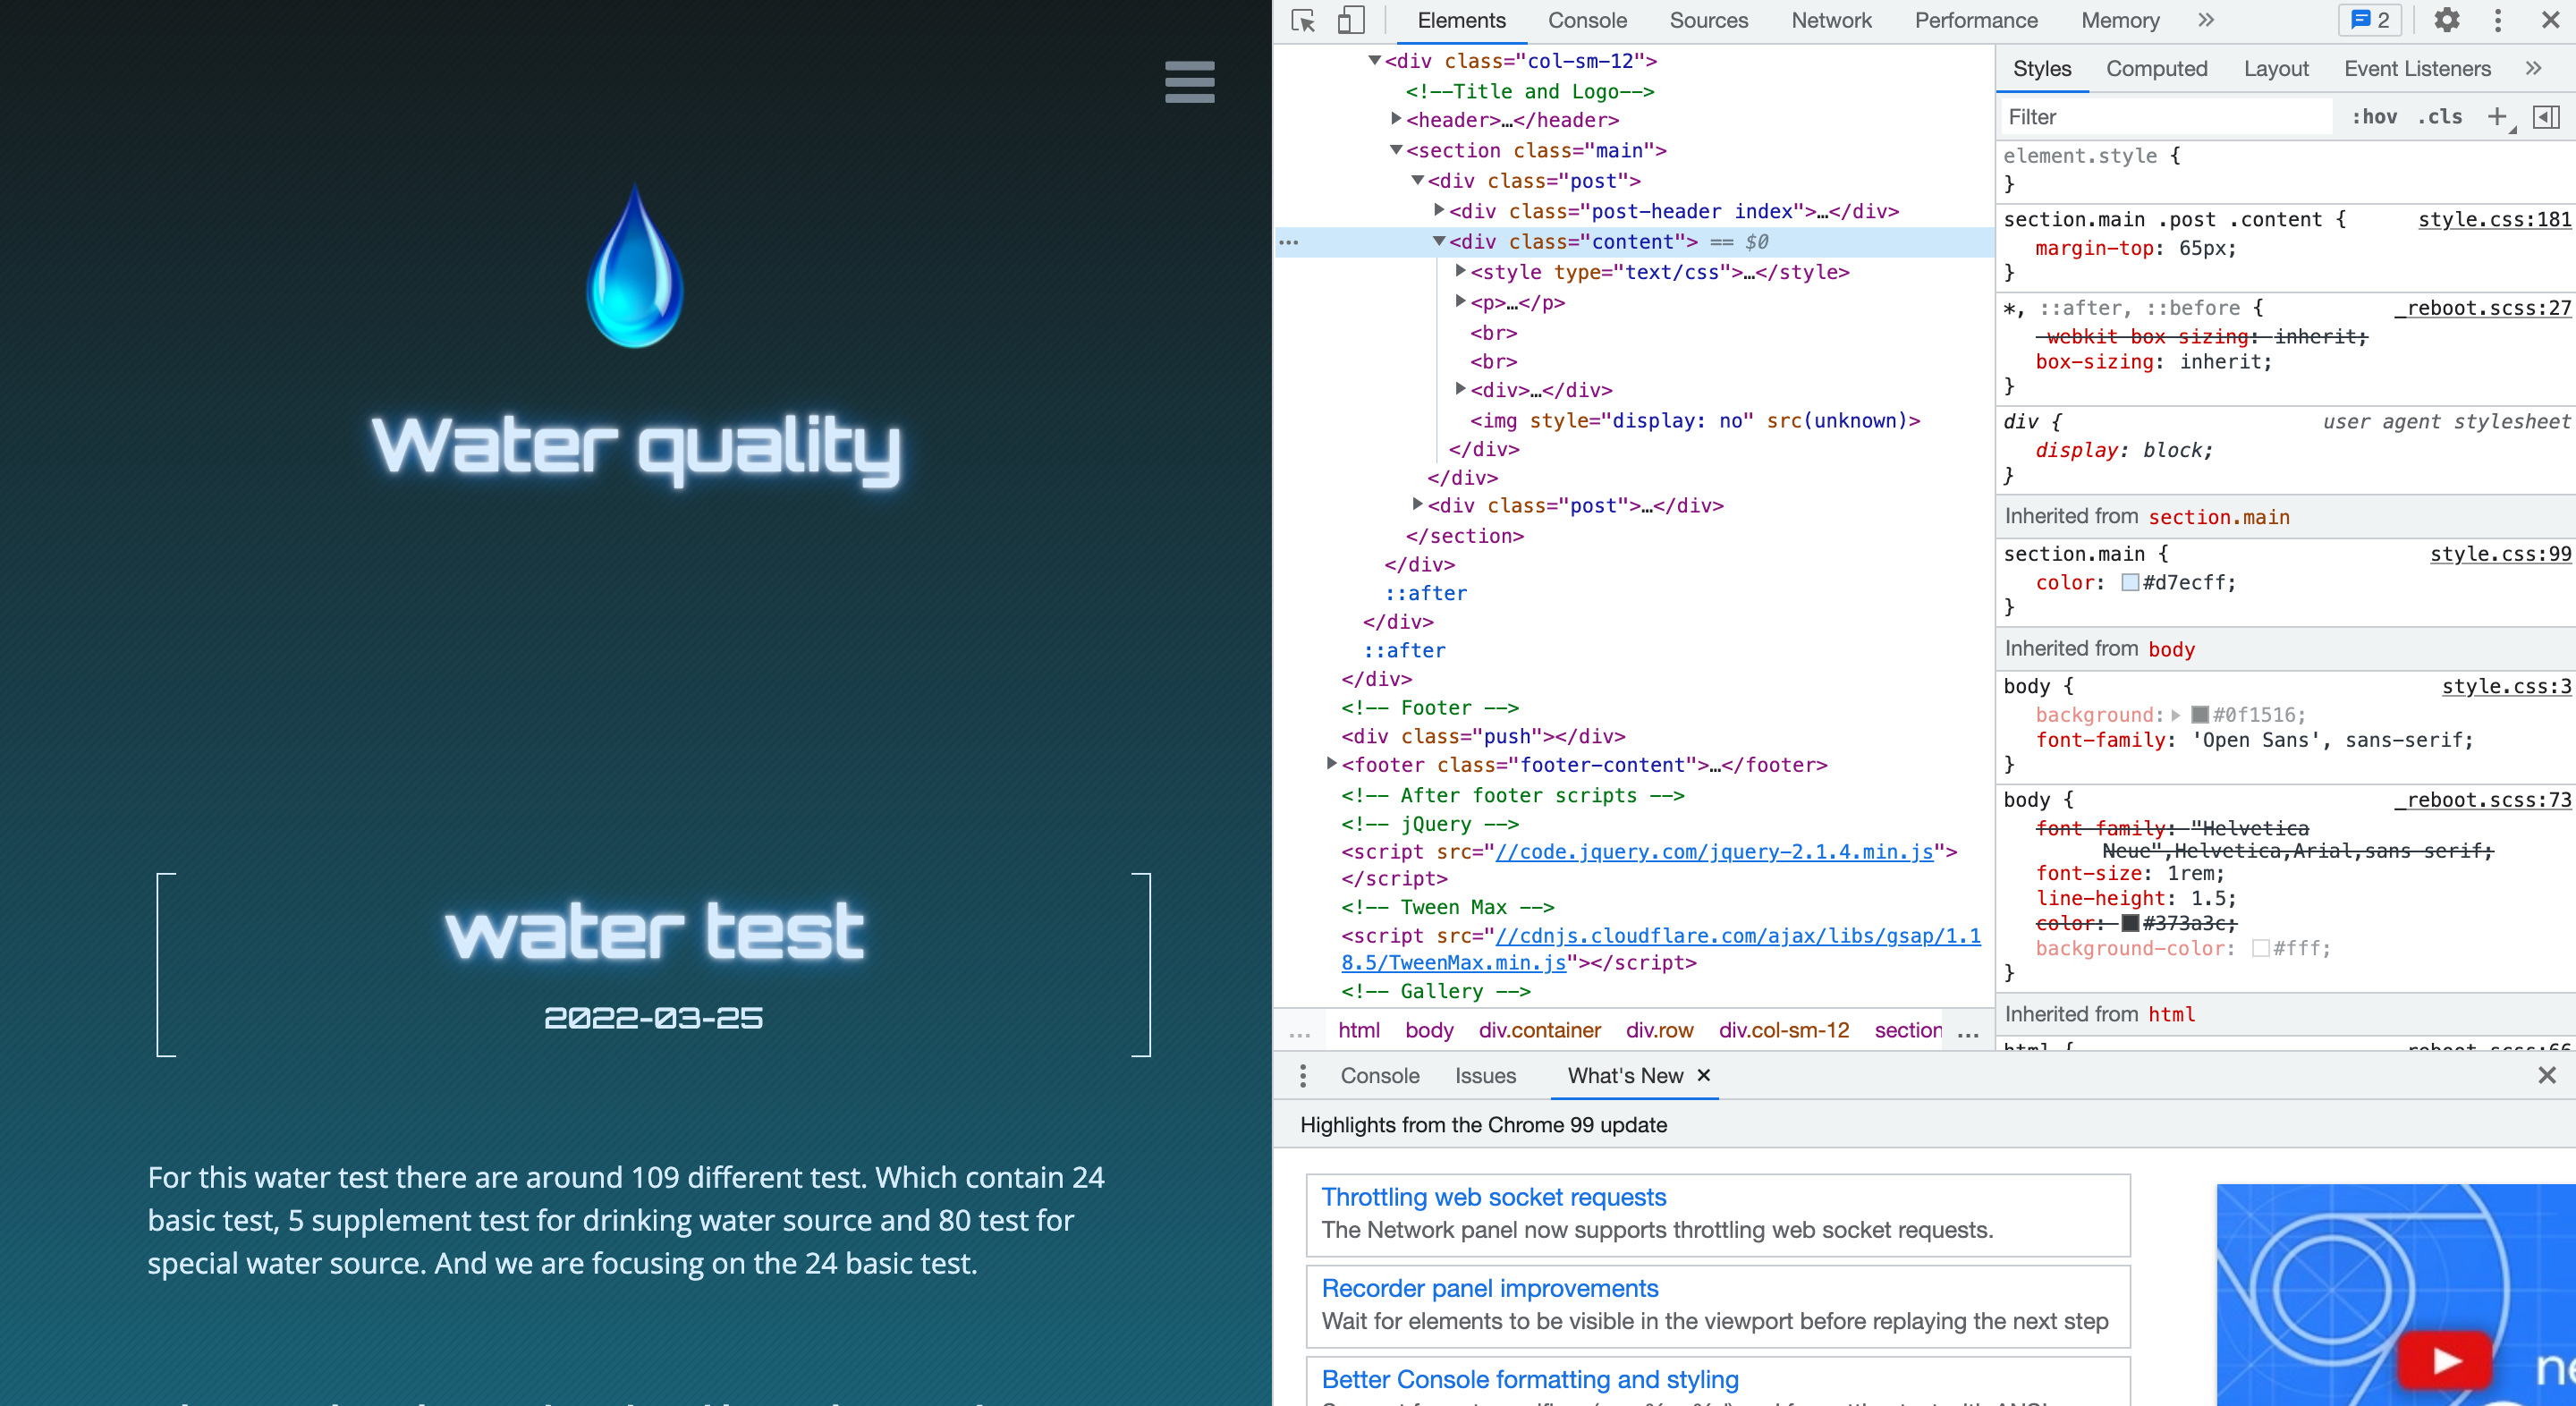 Water quality
water test
2022-03-25
For this water test there are around 109 different test. Which contain 24
basic test, 5 supplement test for drinking water source and 80 test for
special water source. And we are focusing on the 24 basic test.
Elements Console Sources Network Performance Memory » 2
<div class="col-sm-12">
<!--Title and Logo-->
<header>…</header>
<section class="main">
<div class="post">
<div class="post-header index">…</div>
<div class="content"> == $0
<style type="text/css">…</style>
<p>…</p>
<br>
<br>
<div>…</div>
<img style="display: no" src(unknown)>
</div>
</div>
<div class="post">…</div>
</section>
</div>
::after
</div>
::after
</div>
<!-- Footer -->
<div class="push"></div>
<footer class="footer-content">…</footer>
<!-- After footer scripts -->
<!-- jQuery -->
<script src="//code.jquery.com/jquery-2.1.4.min.js">
</script>
<!-- Tween Max -->
<script src="//cdnjs.cloudflare.com/ajax/libs/gsap/1.1
8.5/TweenMax.min.js"></script>
<!-- Gallery -->
... html body div.container div.row div.col-sm-12 section ...
Styles Computed Layout Event Listeners »
Filter :hov .cls +
element.style {
}
section.main .post .content { style.css:181
margin-top: 65px;
}
*, ::after, ::before { _reboot.scss:27
-webkit-box-sizing: inherit;
box-sizing: inherit;
}
div { user agent stylesheet
display: block;
}
Inherited from section.main
section.main { style.css:99
color: #d7ecff;
}
Inherited from body
body { style.css:3
background: #0f1516;
font-family: 'Open Sans', sans-serif;
}
body { _reboot.scss:73
font-family: "Helvetica
Neue",Helvetica,Arial,sans-serif;
font-size: 1rem;
line-height: 1.5;
color: #373a3c;
background-color: #fff;
}
Inherited from html
html { _reboot.scss:66
Console Issues What's New ×
Highlights from the Chrome 99 update
Throttling web socket requests
The Network panel now supports throttling web socket requests.
Recorder panel improvements
Wait for elements to be visible in the viewport before replaying the next step
Better Console formatting and styling